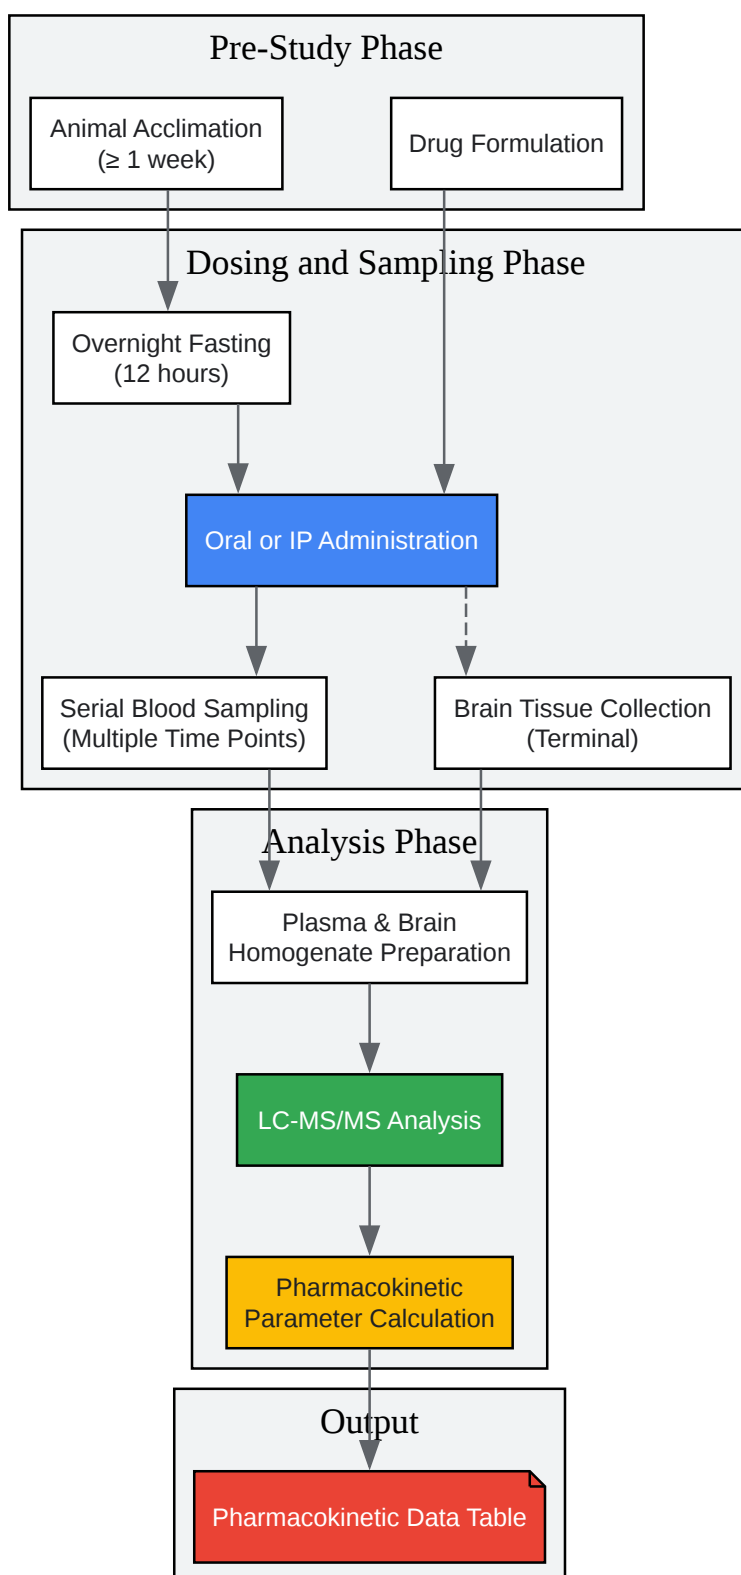 Pre-Study Phase
Animal Acclimation
(≥ 1 week)
Drug Formulation
Dosing and Sampling Phase
Overnight Fasting
(12 hours)
Oral or IP Administration
Serial Blood Sampling
(Multiple Time Points)
Brain Tissue Collection
(Terminal)
Analysis Phase
Plasma & Brain
Homogenate Preparation
LC-MS/MS Analysis
Pharmacokinetic
Parameter Calculation
Output
Pharmacokinetic Data Table